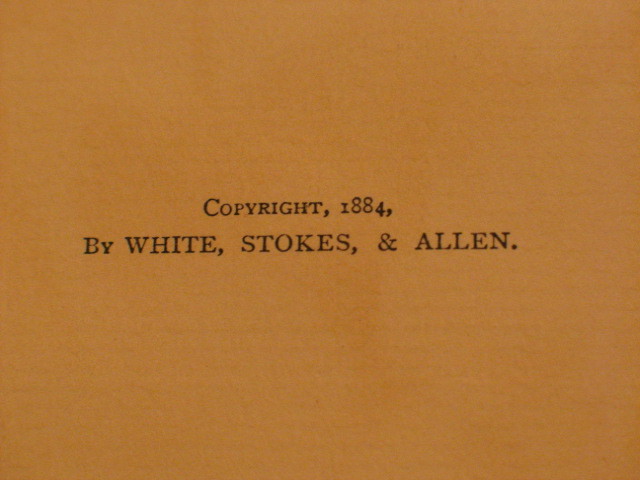 COPYRIGHT, 1884,
BY WHITE, STOKES, & ALLEN.